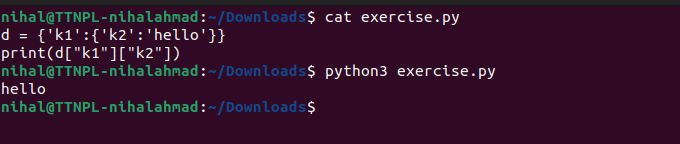 nihal@TTNPL-nihalahmad:~/Downloads$ cat exercise.py
d = {'k1':{'k2':'hello'}}
print(d["k1"]["k2"])
nihal@TTNPL-nihalahmad:~/Downloads$ python3 exercise.py
hello
nihal@TTNPL-nihalahmad:~/Downloads$